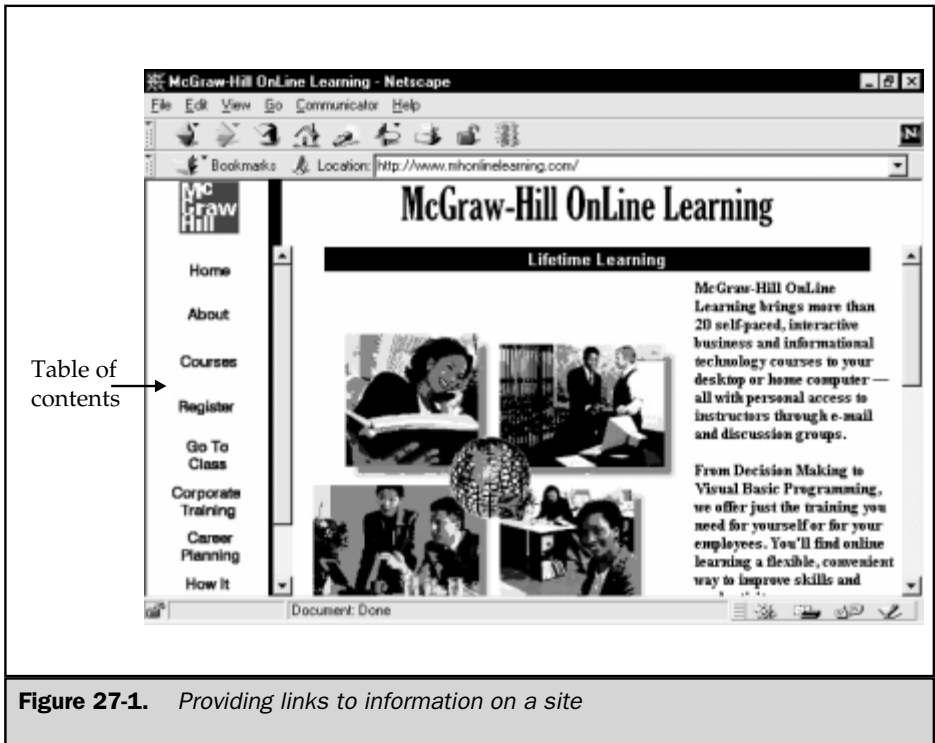 McGraw-Hill OnLine Learning - Netscape
File Edit View Go Communicator Help
N
Bookmarks Location: http://www.mhonlinelearning.com/
Mc
Graw
Hill
McGraw-Hill OnLine Learning
Home
About
Courses
Register
Go To
Class
Corporate
Training
Career
Planning
How It
Table of
contents
Lifetime Learning
McGraw-Hill OnLine
Learning brings more than
20 self-paced, interactive
business and informational
technology courses to your
desktop or home computer —
all with personal access to
instructors through e-mail
and discussion groups.
From Decision Making to
Visual Basic Programming,
we offer just the training you
need for yourself or for your
employees. You'll find online
learning a flexible, convenient
way to improve skills and
Document: Done
Figure 27-1. Providing links to information on a site